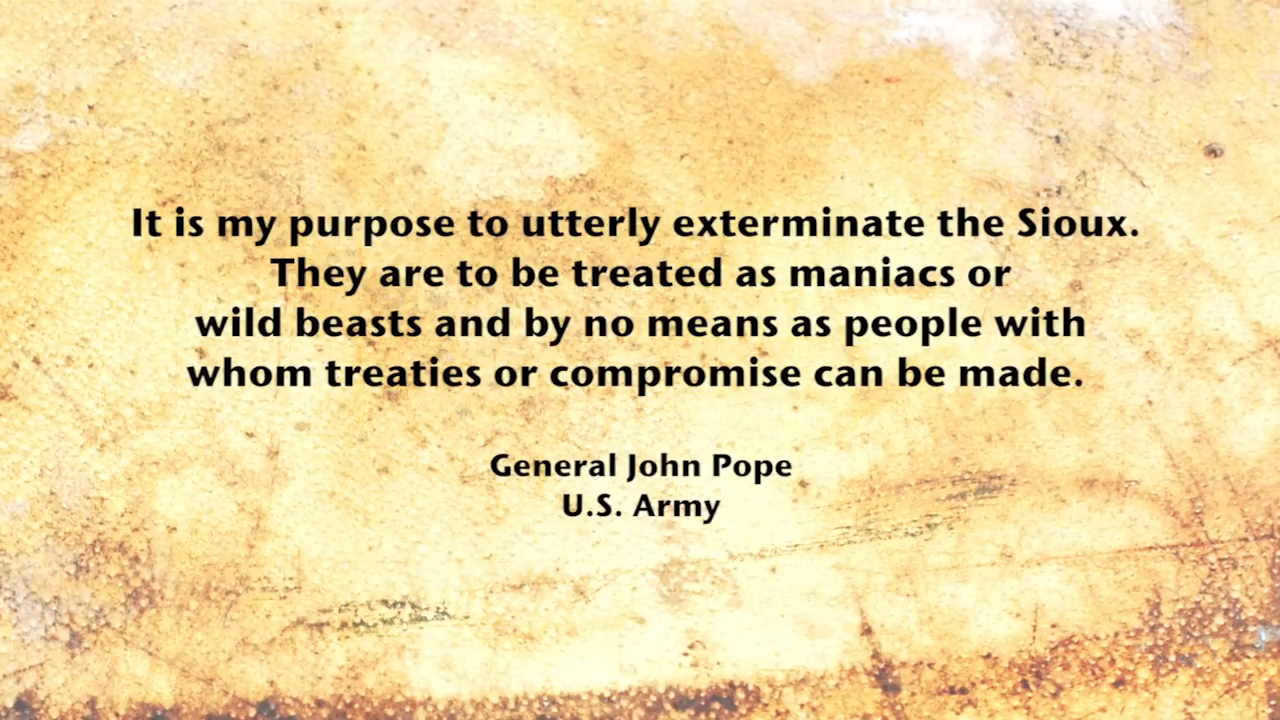 It is my purpose to utterly exterminate the Sioux.
They are to be treated as maniacs or
wild beasts and by no means as people with
whom treaties or compromise can be made.
General John Pope
U.S. Army